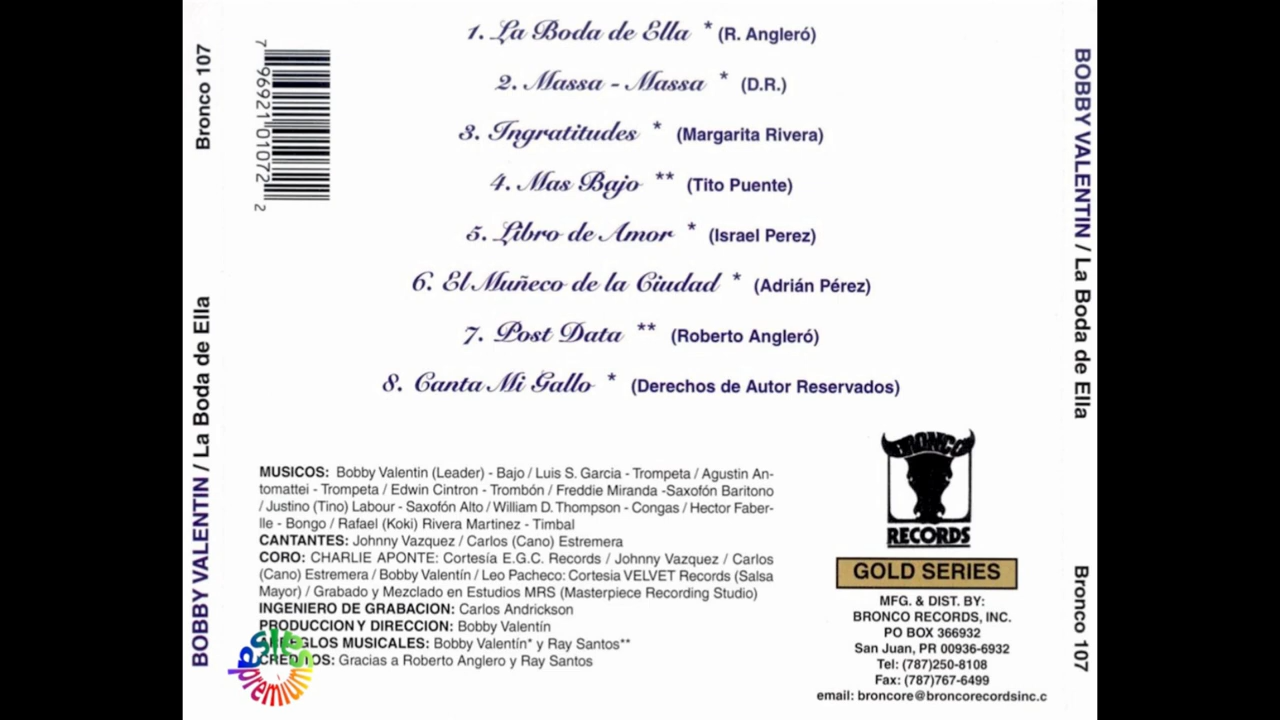 1. La Boda de Ella * (R. Angleró)
2. Massa - Massa * (D.R.)
3. Ingratitudes * (Margarita Rivera)
4. Mas Bajo ** (Tito Puente)
5. Libro de Amor * (Israel Perez)
6. El Muñeco de la Ciudad * (Adrián Pérez)
7. Post Data ** (Roberto Angleró)
8. Canta Mi Gallo * (Derechos de Autor Reservados)
Bronco 107
BOBBY VALENTIN / La Boda de Ella
7 96921 01072 2
MUSICOS: Bobby Valentin (Leader) - Bajo / Luis S. Garcia - Trompeta / Agustin An-
tomattei - Trompeta / Edwin Cintron - Trombón / Freddie Miranda -Saxofón Baritono
/ Justino (Tino) Labour - Saxofón Alto / William D. Thompson - Congas / Hector Faber-
lle - Bongo / Rafael (Koki) Rivera Martinez - Timbal
CANTANTES: Johnny Vazquez / Carlos (Cano) Estremera
CORO: CHARLIE APONTE: Cortesía E.G.C. Records / Johnny Vazquez / Carlos
(Cano) Estremera / Bobby Valentín / Leo Pacheco: Cortesia VELVET Records (Salsa
Mayor) / Grabado y Mezclado en Estudios MRS (Masterpiece Recording Studio)
INGENIERO DE GRABACION: Carlos Andrickson
PRODUCCION Y DIRECCION: Bobby Valentín
ARREGLOS MUSICALES: Bobby Valentín* y Ray Santos**
CREDITOS: Gracias a Roberto Anglero y Ray Santos
salsa
premium
BRONCO
RECORDS
GOLD SERIES
MFG. & DIST. BY:
BRONCO RECORDS, INC.
PO BOX 366932
San Juan, PR 00936-6932
Tel: (787)250-8108
Fax: (787)767-6499
email: broncore@broncorecordsinc.c
BOBBY VALENTIN / La Boda de Ella
Bronco 107